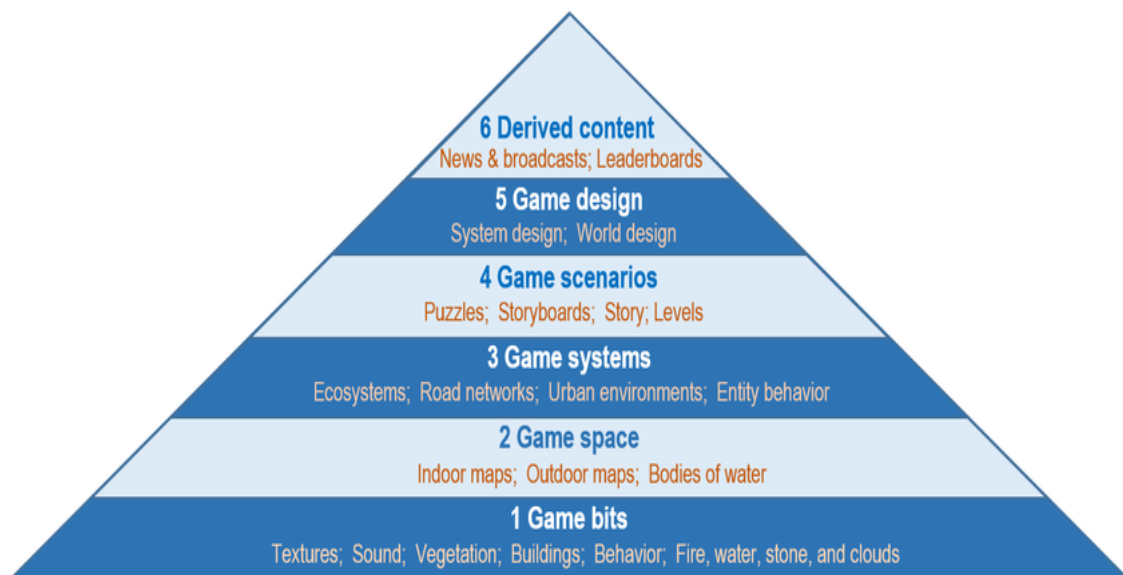 6 Derived content
News & broadcasts; Leaderboards
5 Game design
System design; World design
4 Game scenarios
Puzzles; Storyboards; Story; Levels
3 Game systems
Ecosystems; Road networks; Urban environments; Entity behavior
2 Game space
Indoor maps; Outdoor maps; Bodies of water
1 Game bits
Textures; Sound; Vegetation; Buildings; Behavior; Fire, water, stone, and clouds